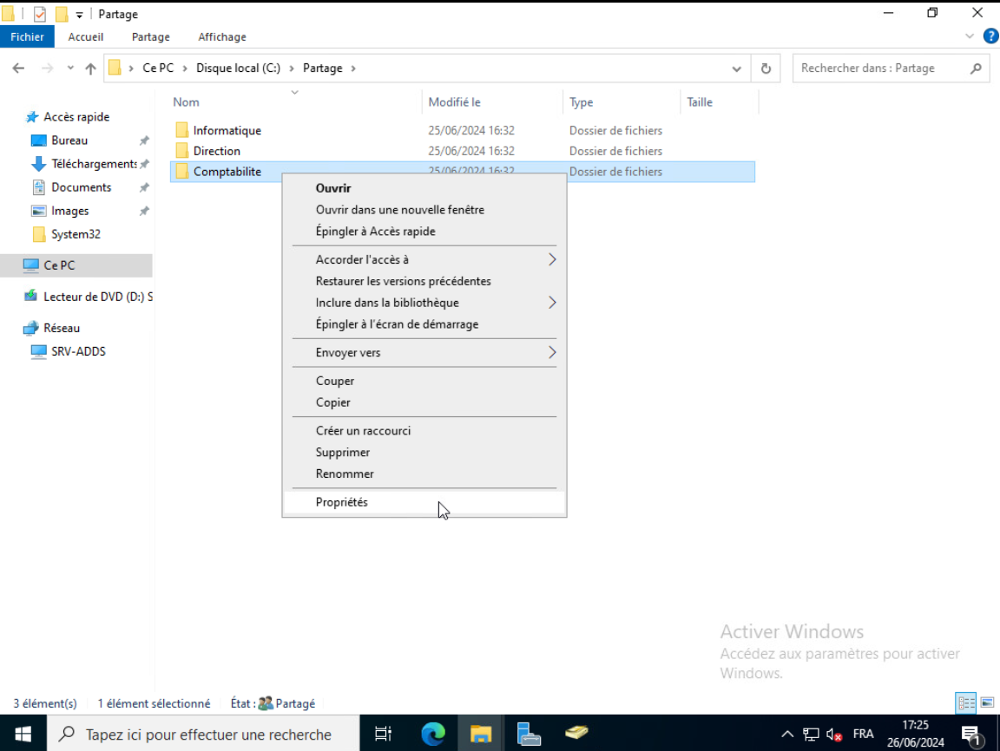 Partage
Fichier Accueil Partage Affichage
Ce PC Disque local (C:) Partage
Rechercher dans : Partage
Nom Modifié le Type Taille
Accès rapide
Bureau
Téléchargements
Documents
Images
System32
Ce PC
Lecteur de DVD (D:) S
Réseau
SRV-ADDS
Informatique 25/06/2024 16:32 Dossier de fichiers
Direction 25/06/2024 16:32 Dossier de fichiers
Comptabilite 25/06/2024 16:32 Dossier de fichiers
Ouvrir
Ouvrir dans une nouvelle fenêtre
Épingler à Accès rapide
Accorder l'accès à
Restaurer les versions précédentes
Inclure dans la bibliothèque
Épingler à l'écran de démarrage
Envoyer vers
Couper
Copier
Créer un raccourci
Supprimer
Renommer
Propriétés
Activer Windows
Accédez aux paramètres pour activer
Windows.
3 élément(s) 1 élément sélectionné État : Partagé
Tapez ici pour effectuer une recherche
FRA
17:25
26/06/2024
1